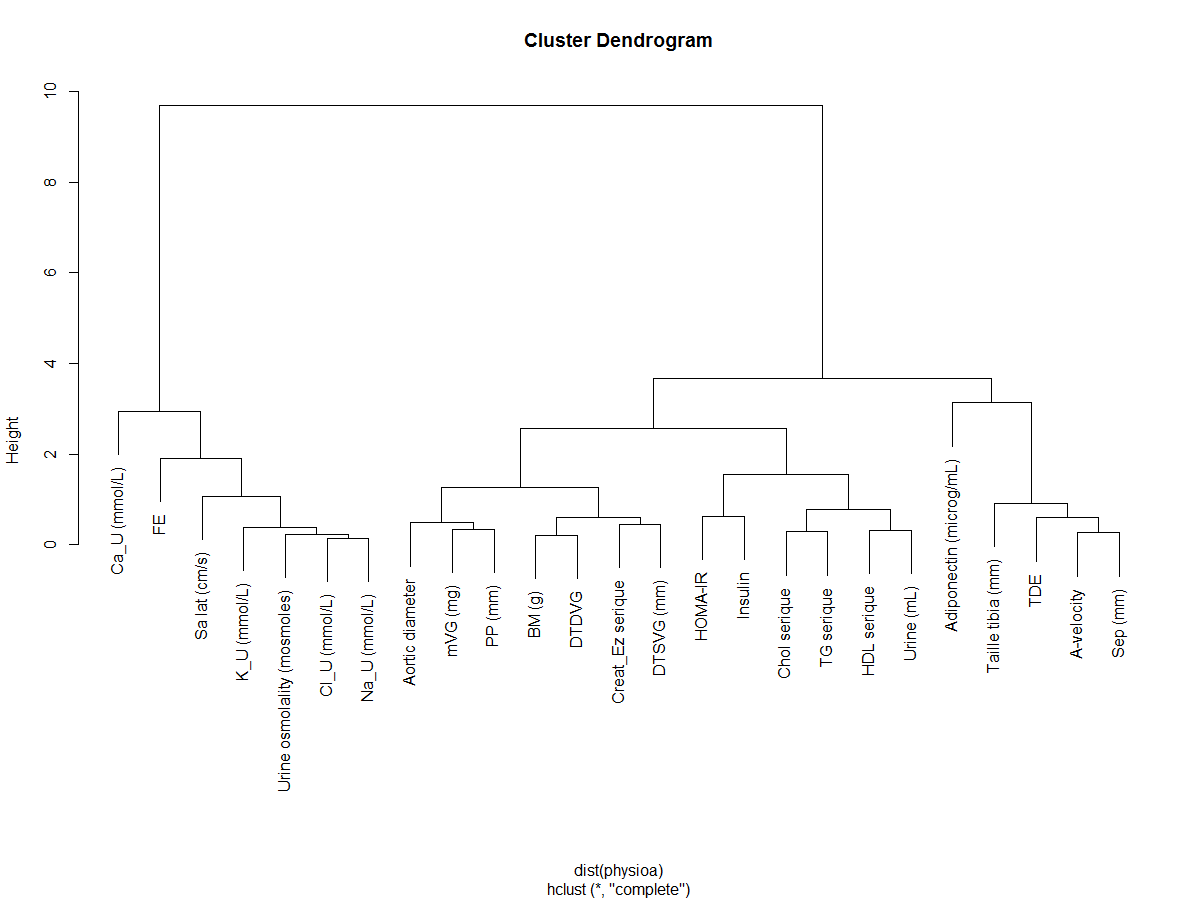 Cluster Dendrogram
Height
10
8
6
4
2
0
Ca_U (mmol/L)
FE
Sa lat (cm/s)
K_U (mmol/L)
Urine osmolality (mosmoles)
Cl_U (mmol/L)
Na_U (mmol/L)
Aortic diameter
mVG (mg)
PP (mm)
BM (g)
DTDVG
Creat_Ez serique
DTSVG (mm)
HOMA-IR
Insulin
Chol serique
TG serique
HDL serique
Urine (mL)
Adiponectin (microg/mL)
Taille tibia (mm)
TDE
A-velocity
Sep (mm)
dist(physioa)
hclust (*, "complete")